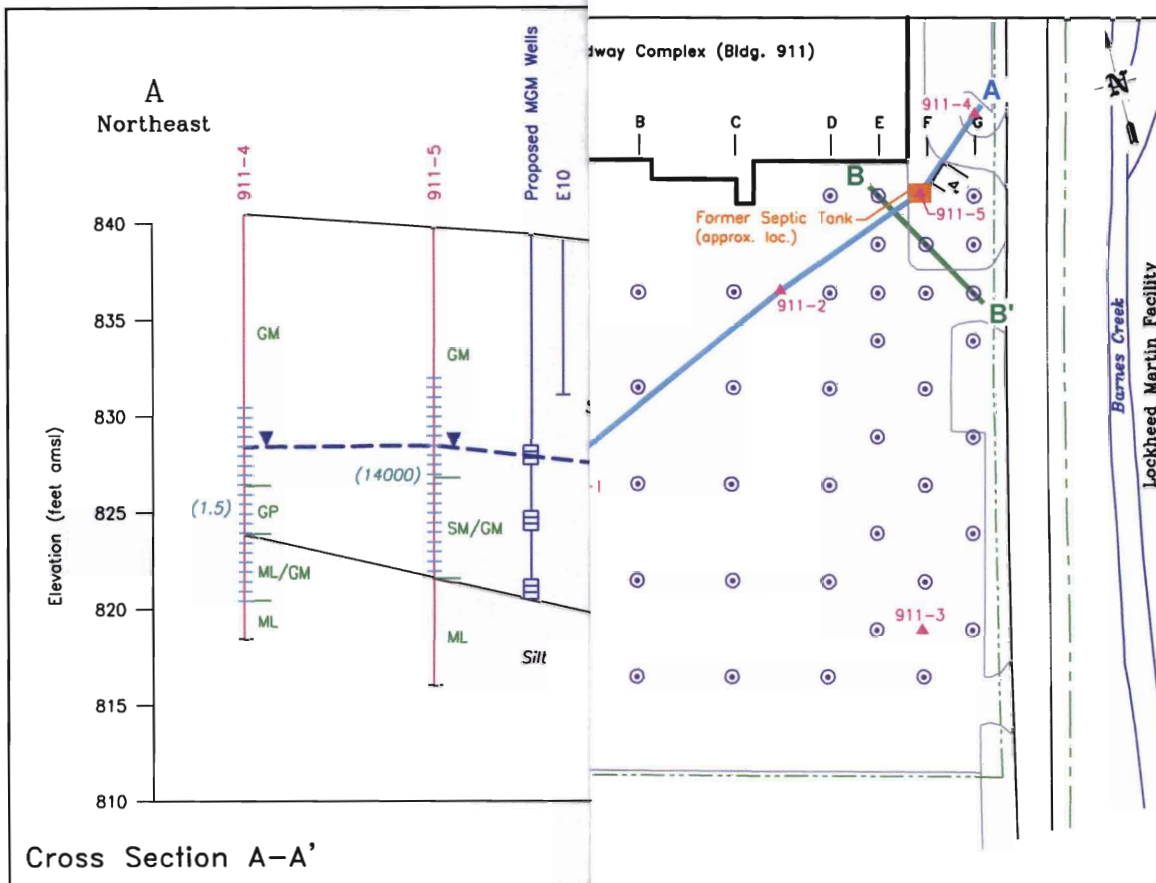 A
Northeast
911-4
911-5
Proposed MGM Wells
E10
840
835
830
825
820
815
810
Elevation (feet amsl)
GM
GM
(14000)
(1.5)
GP
SM/GM
ML/GM
ML
ML
Silt
Cross Section A-A'
dway Complex (Bldg. 911)
B
C
D
E
F
G
911-4
A
B
A
Former Septic Tank
(approx. loc.)
911-5
911-2
B'
911-3
N
Barnes Creek
Lockheed Martin Facility